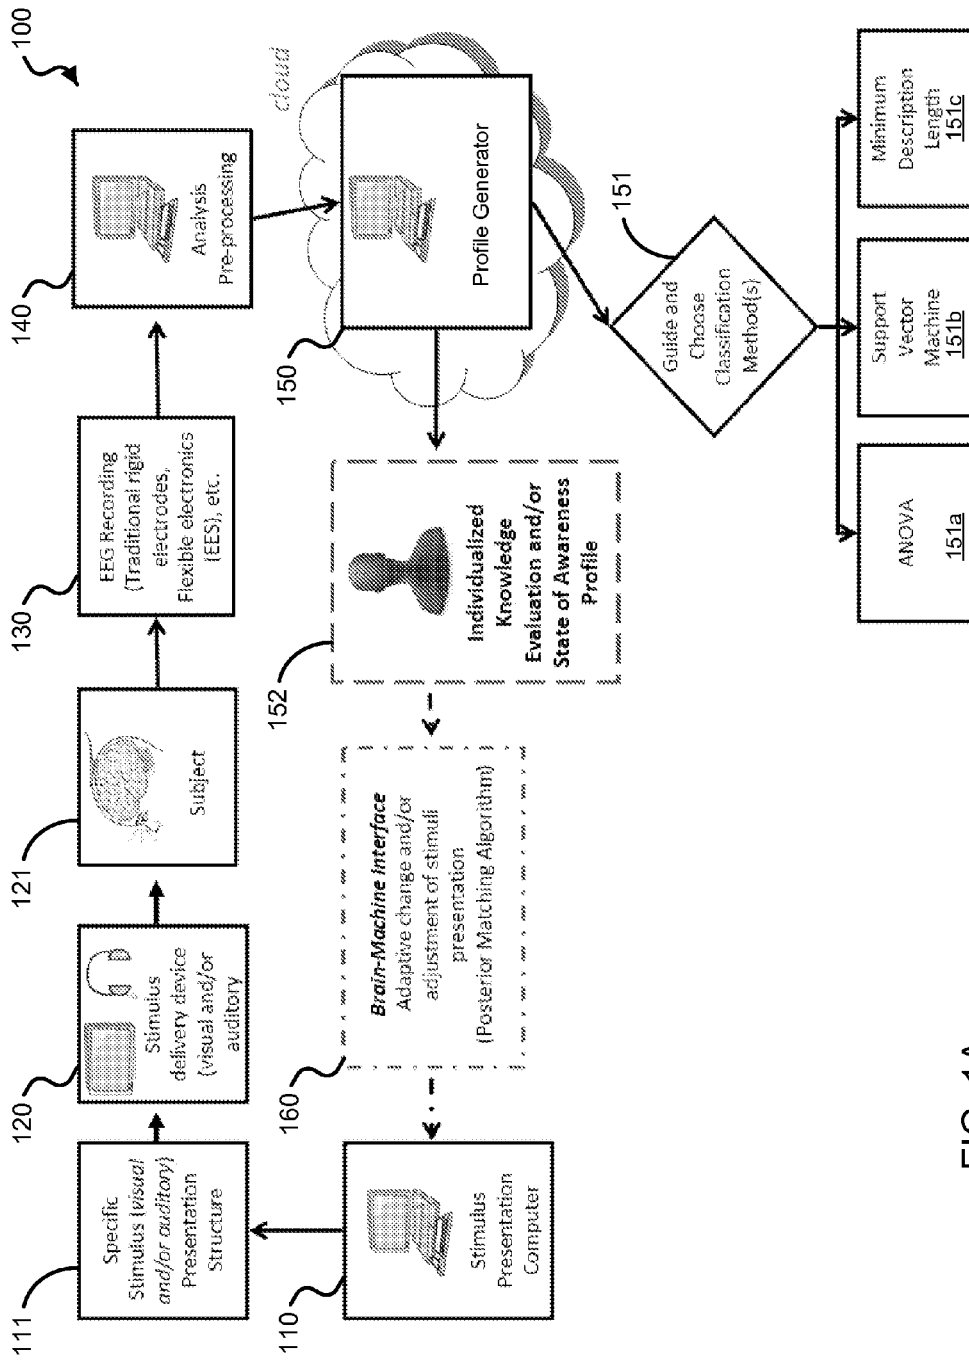 100
111
Specific
Stimulus (visual
and/or auditory)
Presentation
Structure
120
Stimulus
delivery device
(visual and/or
auditory
121
Subject
130
EEG Recording
(Traditional rigid
electrodes,
Flexible electronics
(EES), etc.
140
Analysis
Pre-processing
110
Stimulus
Presentation
Computer
160
Brain-Machine Interface
Adaptive change and/or
adjustment of stimuli
presentation
(Posterior Matching Algorithm)
152
Individualized
Knowledge
Evaluation and/or
State of Awareness
Profile
150
cloud
Profile Generator
151
Guide and
Choose
Classification
Method(s)
ANOVA
151a
Support
Vector
Machine
151b
Minimum
Description
Length
151c
FIG. 1A